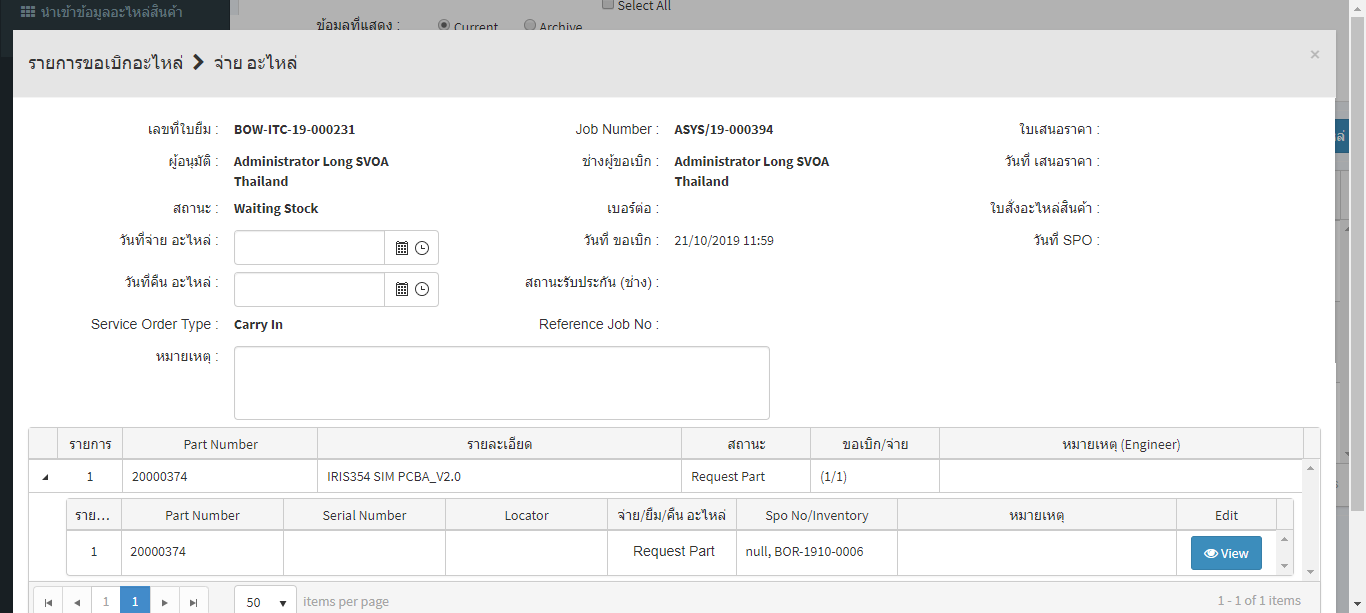 นำเข้าข้อมูลอะไหล่สินค้า
Select All
ข้อมูลที่แสดง : Current Archive
รายการขอเบิกอะไหล่ จ่าย อะไหล่ ×
เลขที่ใบยืม : BOW-ITC-19-000231 Job Number : ASYS/19-000394 ใบเสนอราคา :
ผู้อนุมัติ : Administrator Long SVOA Thailand ช่างผู้ขอเบิก : Administrator Long SVOA Thailand วันที่ เสนอราคา :
สถานะ : Waiting Stock เบอร์ต่อ : ใบสั่งอะไหล่สินค้า :
วันที่จ่าย อะไหล่ : วันที่ ขอเบิก : 21/10/2019 11:59 วันที่ SPO :
วันที่คืน อะไหล่ : สถานะรับประกัน (ช่าง) :
Service Order Type : Carry In Reference Job No :
หมายเหตุ :
รายการ Part Number รายละเอียด สถานะ ขอเบิก/จ่าย หมายเหตุ (Engineer)
1 20000374 IRIS354 SIM PCBA_V2.0 Request Part (1/1)
ราย... Part Number Serial Number Locator จ่าย/ยืม/คืน อะไหล่ Spo No/Inventory หมายเหตุ Edit
1 20000374 Request Part null, BOR-1910-0006 View
1 1 50 items per page 1 - 1 of 1 items